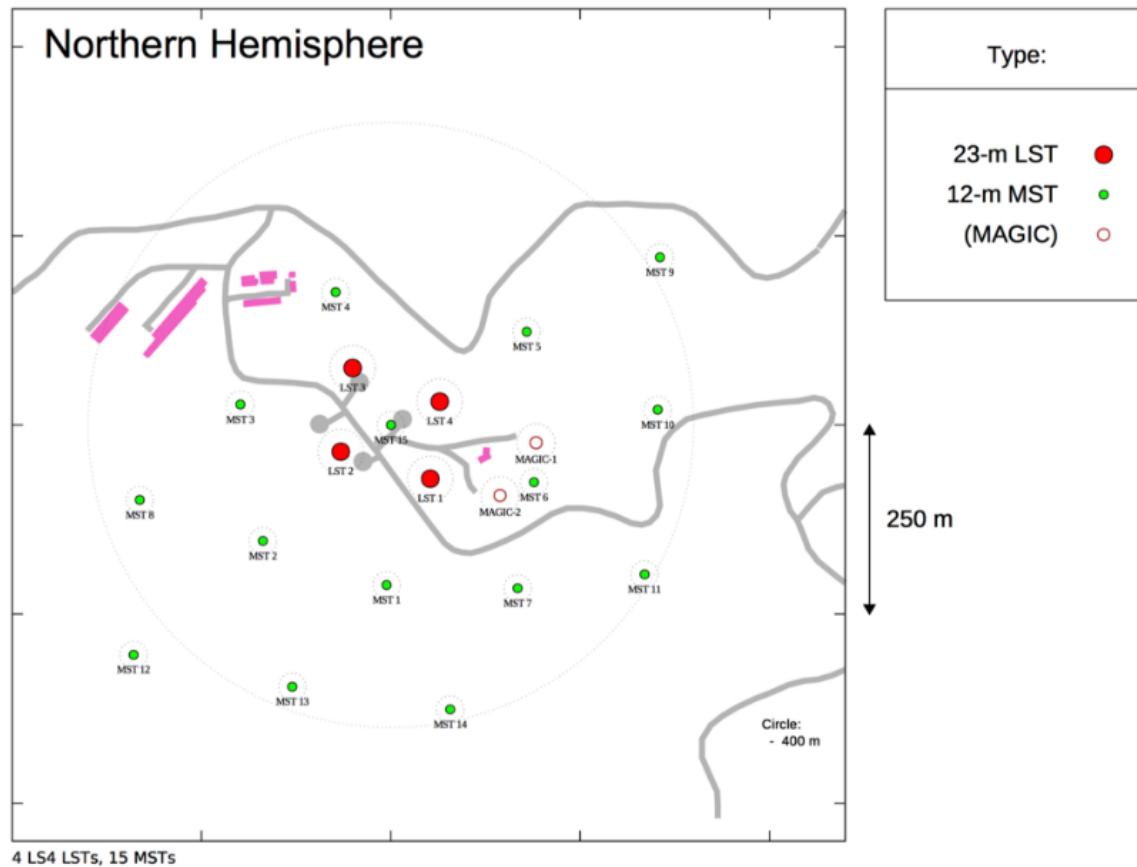 Northern Hemisphere
Type:
23-m LST
12-m MST
(MAGIC)
MST 9
MST 4
MST 5
LST 3
MST 3
LST 4
MST 10
MST 15
MAGIC-1
LST 2
LST 1
MST 6
MAGIC-2
MST 8
250 m
MST 2
MST 1
MST 7
MST 11
MST 12
MST 13
MST 14
Circle:
- 400 m
4 LS4 LSTs, 15 MSTs